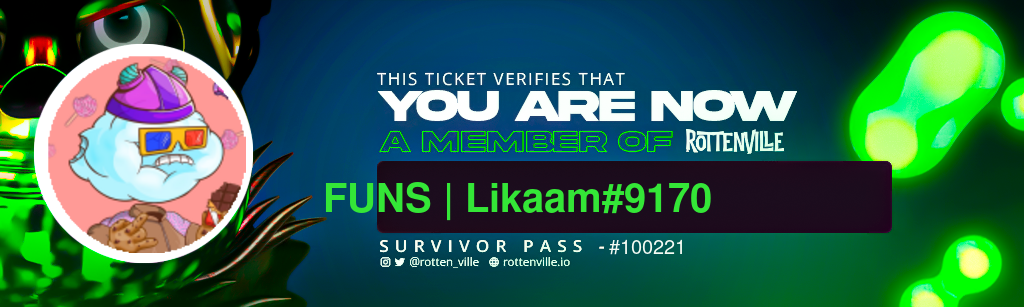 THIS TICKET VERIFIES THAT
YOU ARE NOW
A MEMBER OF ROTTENVILLE
FUNS | Likaam#9170
SURVIVOR PASS - #100221
@rotten_ville rottenville.io